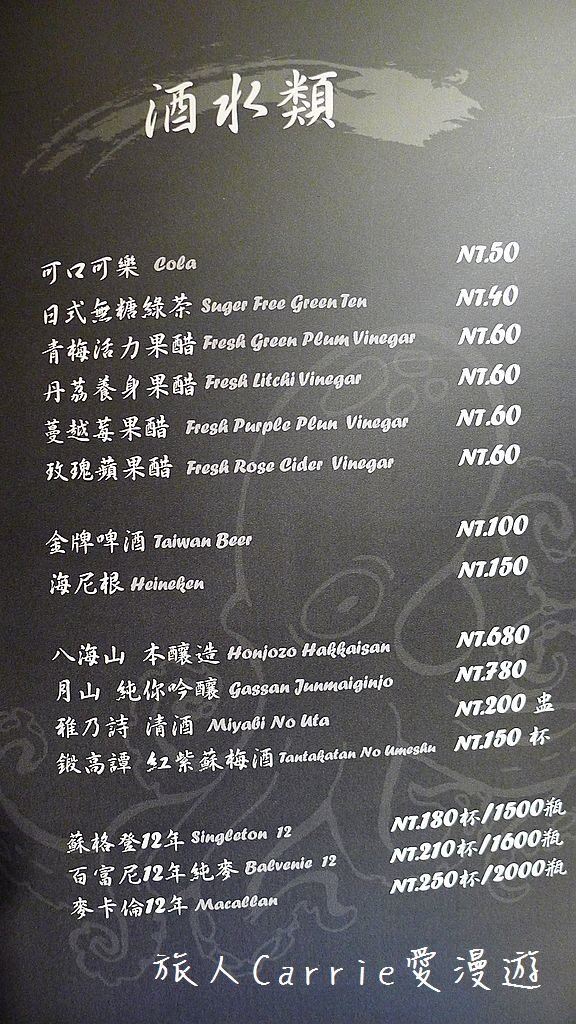 酒水類
可口可樂 Cola NT.50
日式無糖綠茶 Suger Free Green Ten NT.40
青梅活力果醋 Fresh Green Plum Vinegar NT.60
丹荔養身果醋 Fresh Litchi Vinegar NT.60
蔓越莓果醋 Fresh Purple Plun Vinegar NT.60
玫瑰蘋果醋 Fresh Rose Cider Vinegar NT.60
金牌啤酒 Taiwan Beer NT.100
海尼根 Heineken NT.150
八海山 本釀造 Honjozo Hakkaisan NT.680
月山 純你吟釀 Gassan Junmaiginjo NT.780
雅乃詩 清酒 Miyabi No Uta NT.200 盅
鍛高譚 紅紫蘇梅酒 Tantakatan No Umeshu NT.150 杯
蘇格登12年 Singleton 12 NT.180杯/1500瓶
百富尼12年純麥 Balvenie 12 NT.210杯/1600瓶
麥卡倫12年 Macallan NT.250杯/2000瓶
旅人Carrie愛漫遊